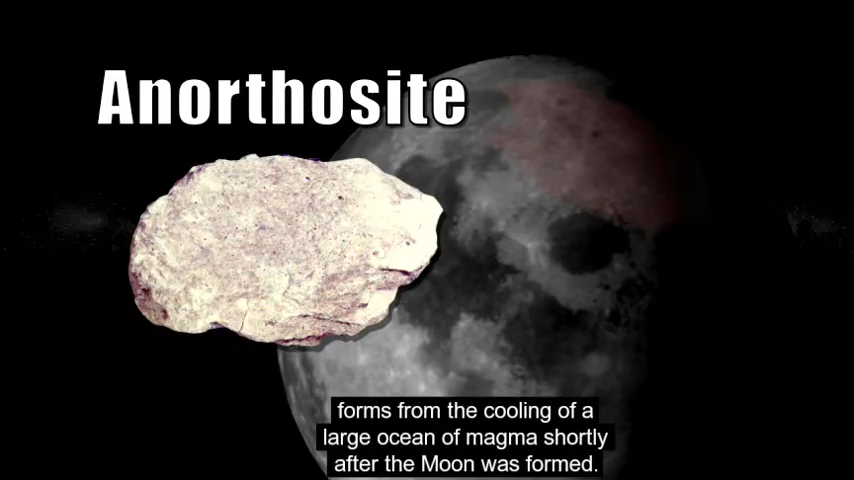 Anorthosite
forms from the cooling of a
large ocean of magma shortly
after the Moon was formed.